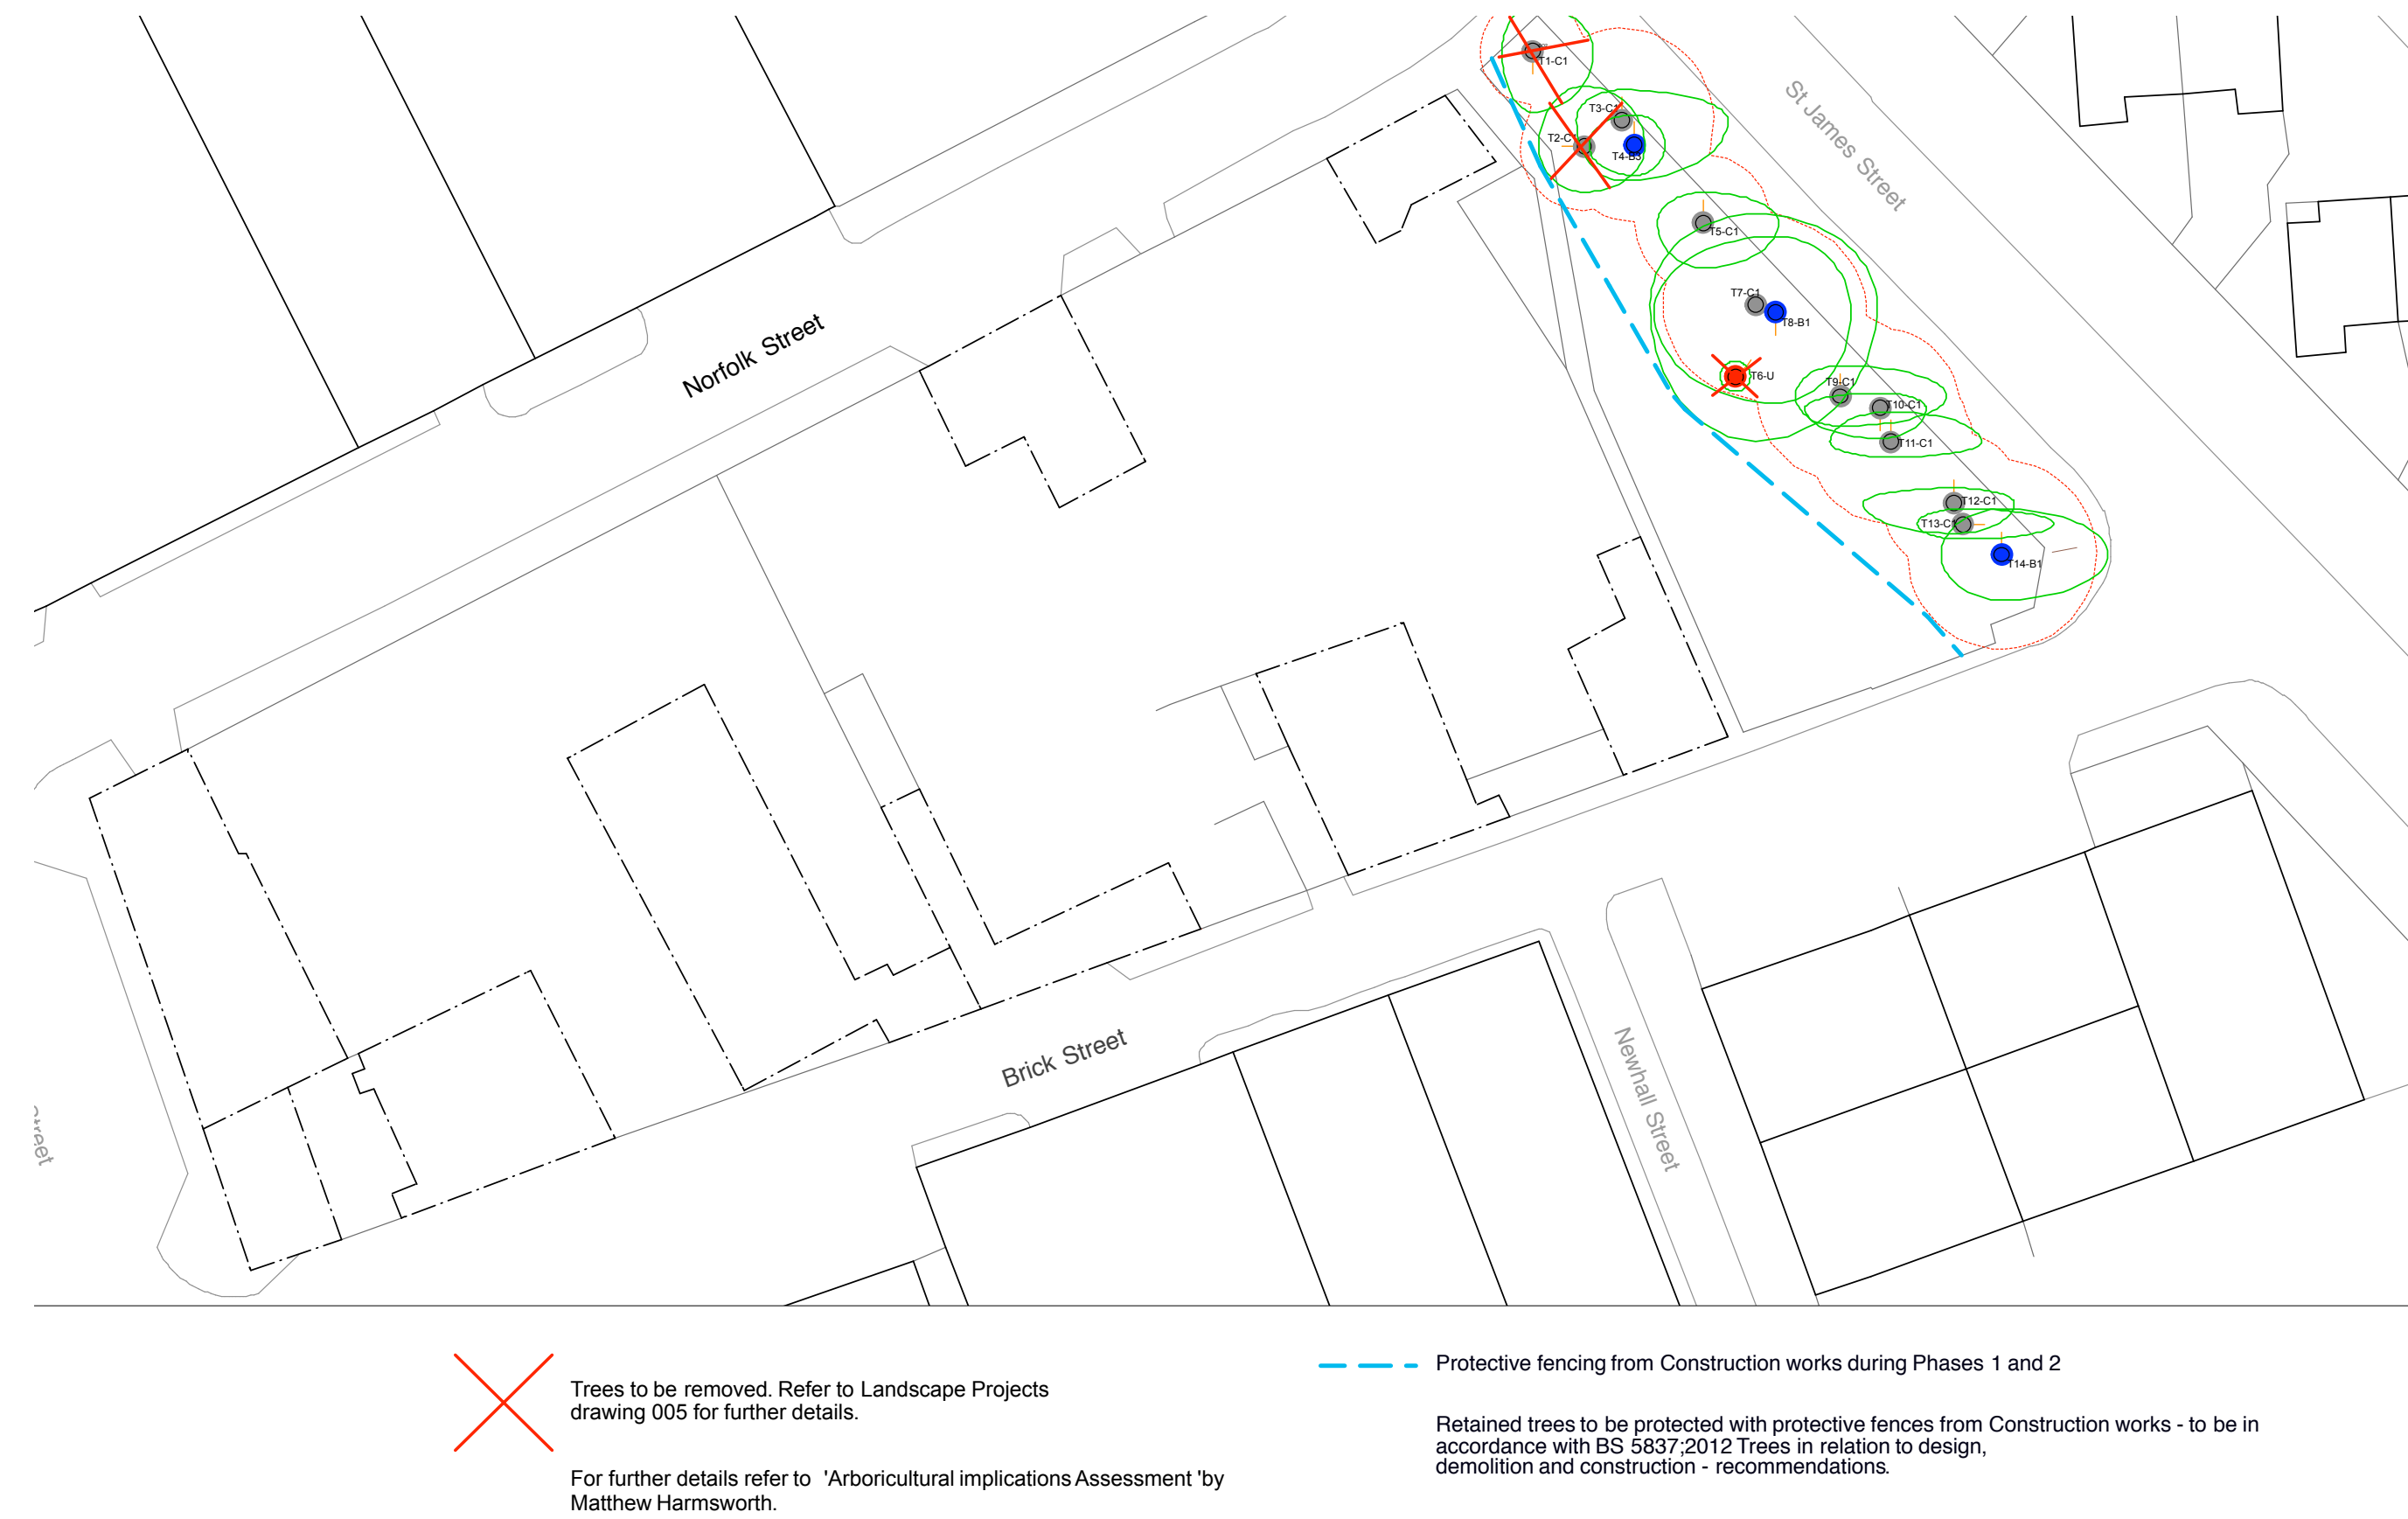 T1-C1
St James Street
T3-C1
T2-C
T4-B3
T5-C1
T7-C1
T8-B1
Norfolk Street
T6-U
T9-C1
T10-C1
T11-C1
T12-C1
T13-C1
T14-B1
Brick Street
Newhall Street
Street
Trees to be removed. Refer to Landscape Projects
drawing 005 for further details.
For further details refer to 'Arboricultural implications Assessment 'by
Matthew Harmsworth.
Protective fencing from Construction works during Phases 1 and 2
Retained trees to be protected with protective fences from Construction works - to be in
accordance with BS 5837;2012 Trees in relation to design,
demolition and construction - recommendations.